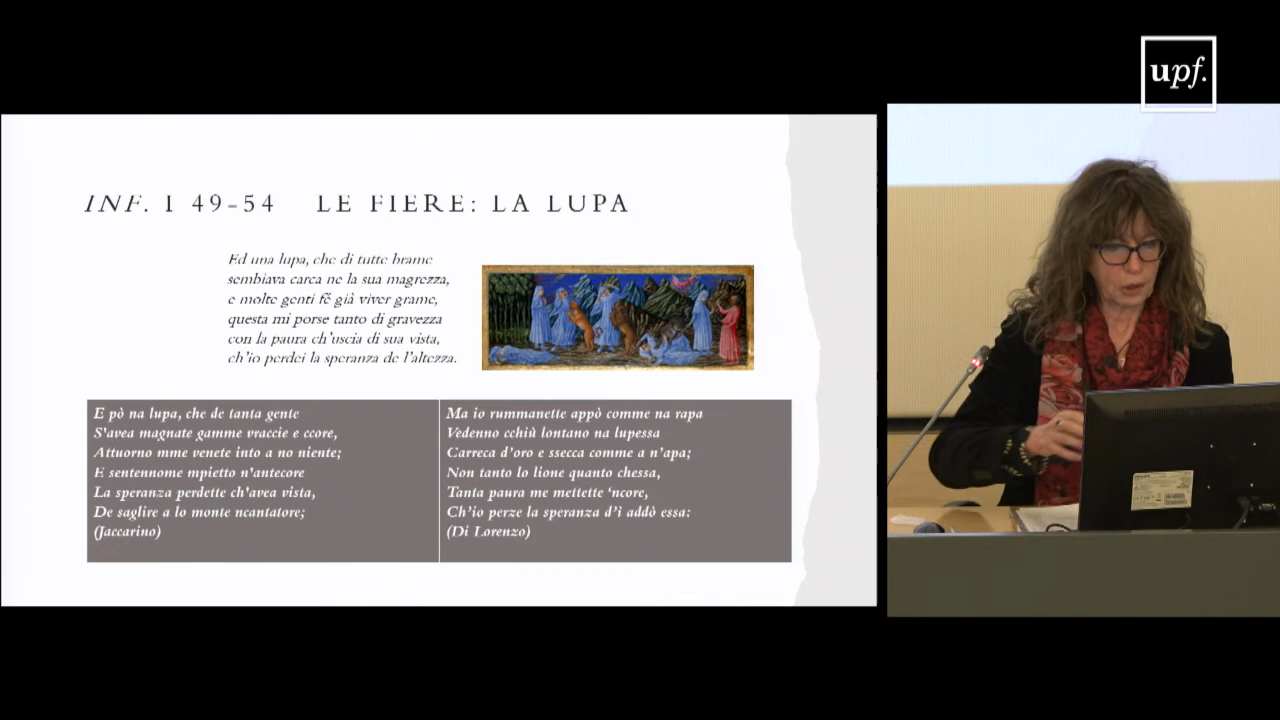 upf.
INF. I 49-54 LE FIERE: LA LUPA
Ed una lupa, che di tutte brame
sembiava carca ne la sua magrezza,
e molte genti fé già viver grame,
questa mi porse tanto di gravezza
con la paura ch'uscia di sua vista,
ch'io perdei la speranza de l'altezza.
E pò na lupa, che de tanta gente
S'avea magnate gamme vraccie e ccore,
Attuorno mme venete into a no niente;
E sentennome mpietto n'antecore
La speranza perdette ch'avea vista,
De saglire a lo monte ncantatore;
(Jaccarino)
Ma io rummanette appò comme na rapa
Vedenno cchiù lontano na lupessa
Carreca d'oro e ssecca comme a n'apa;
Non tanto lo lione quanto chessa,
Tanta paura me mettette 'ncore,
Ch'io perze la speranza d'i addò essa:
(Di Lorenzo)